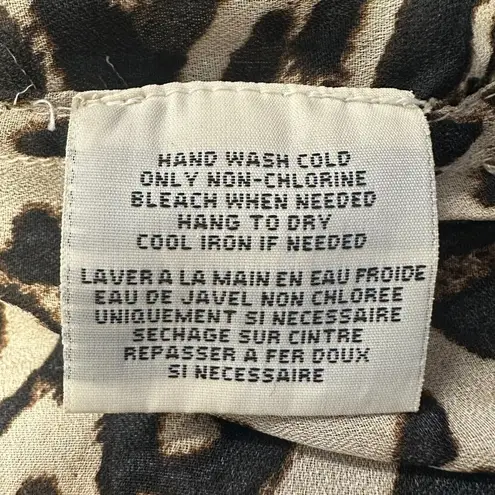 HAND WASH COLD
ONLY NON-CHLORINE
BLEACH WHEN NEEDED
HANG TO DRY
COOL IRON IF NEEDED
LAVER A LA MAIN EN EAU FROIDE
EAU DE JAVEL NON CHLOREE
UNIQUEMENT SI NECESSAIRE
SECHAGE SUR CINTRE
REPASSER A FER DOUX
SI NECESSAIRE